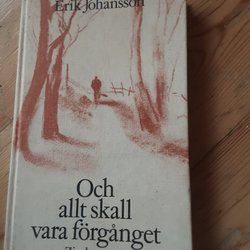 Erik Johansson
Och
allt skall
vara förgånget